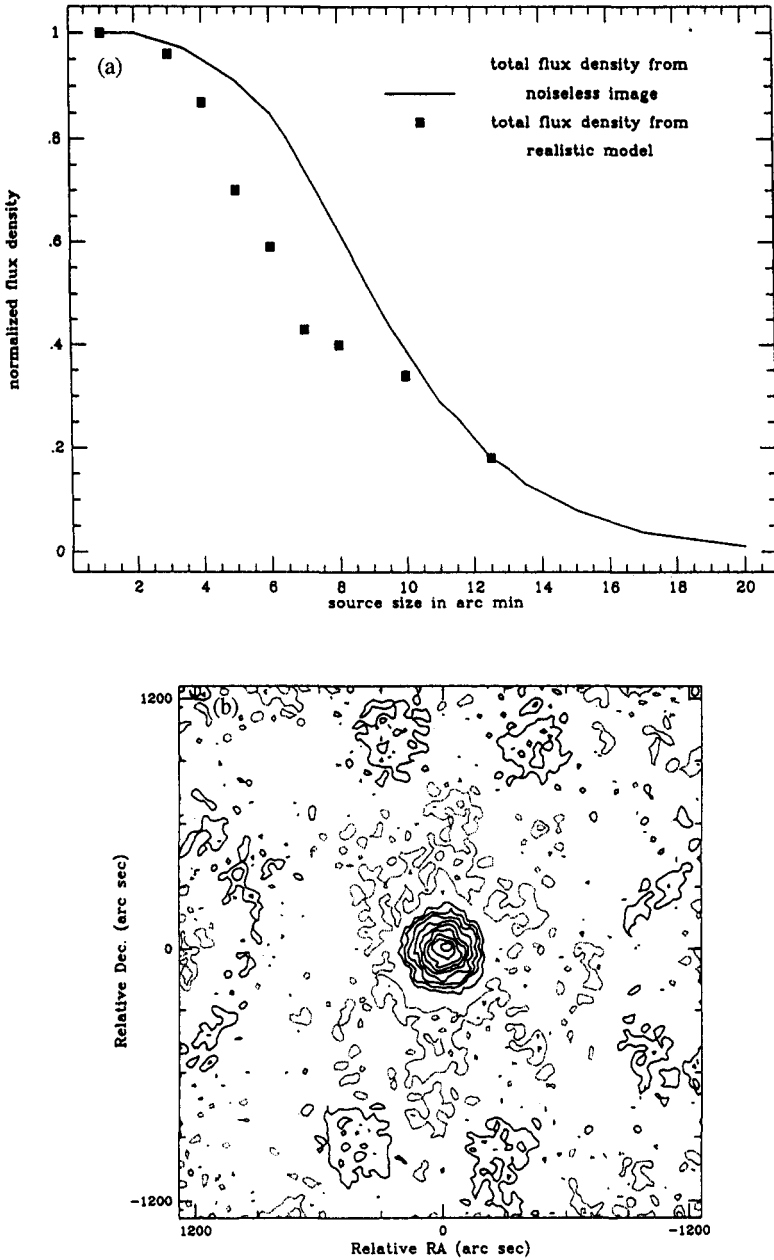 (a)
total flux density from
noiseless image
total flux density from
realistic model
1
.8
.6
.4
.2
0
normalized flux density
2 4 6 8 10 12 14 16 18 20
source size in arc min
(b)
1200
0
-1200
Relative Dec. (arc sec)
1200 0 -1200
Relative RA (arc sec)